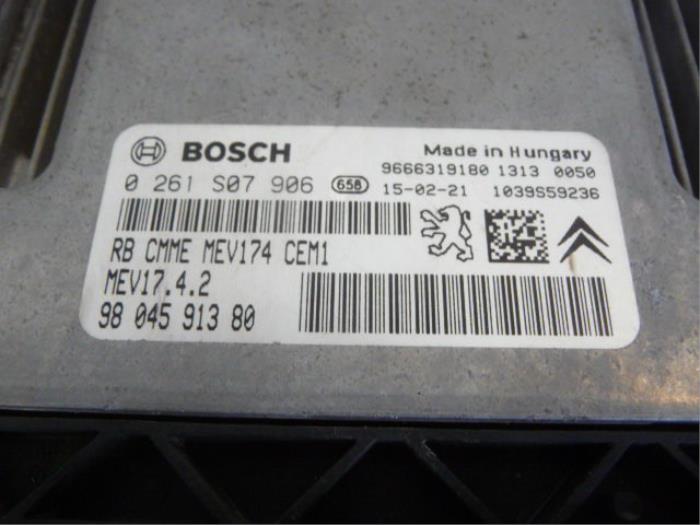 BOSCH
Made in Hungary
9666319180 1313 0050
0 261 S07 906 658 15-02-21 1039S59236
RB CMME MEV174 CEM1
MEV17.4.2
98 045 913 80